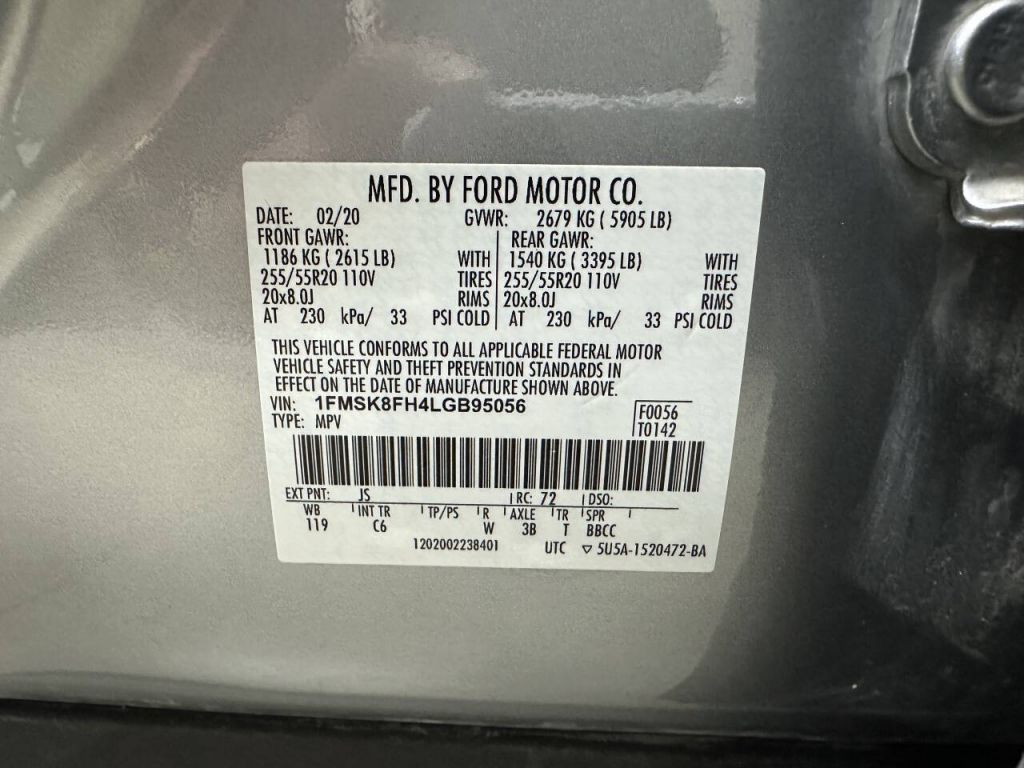 MFD. BY FORD MOTOR CO.
DATE: 02/20 GVWR: 2679 KG ( 5905 LB)
FRONT GAWR: REAR GAWR:
1186 KG ( 2615 LB) WITH 1540 KG ( 3395 LB) WITH
255/55R20 110V TIRES 255/55R20 110V TIRES
20x8.0J RIMS 20x8.0J RIMS
AT 230 kPa/ 33 PSI COLD AT 230 kPa/ 33 PSI COLD
THIS VEHICLE CONFORMS TO ALL APPLICABLE FEDERAL MOTOR
VEHICLE SAFETY AND THEFT PREVENTION STANDARDS IN
EFFECT ON THE DATE OF MANUFACTURE SHOWN ABOVE.
VIN: 1FMSK8FH4LGB95056 F0056
TYPE: MPV T0142
EXT PNT: JS RC: 72 DSO:
WB INT TR TP/PS R AXLE TR SPR
119 C6 W 3B T BBCC
1202002238401 UTC ▽ 5U5A-1520472-BA